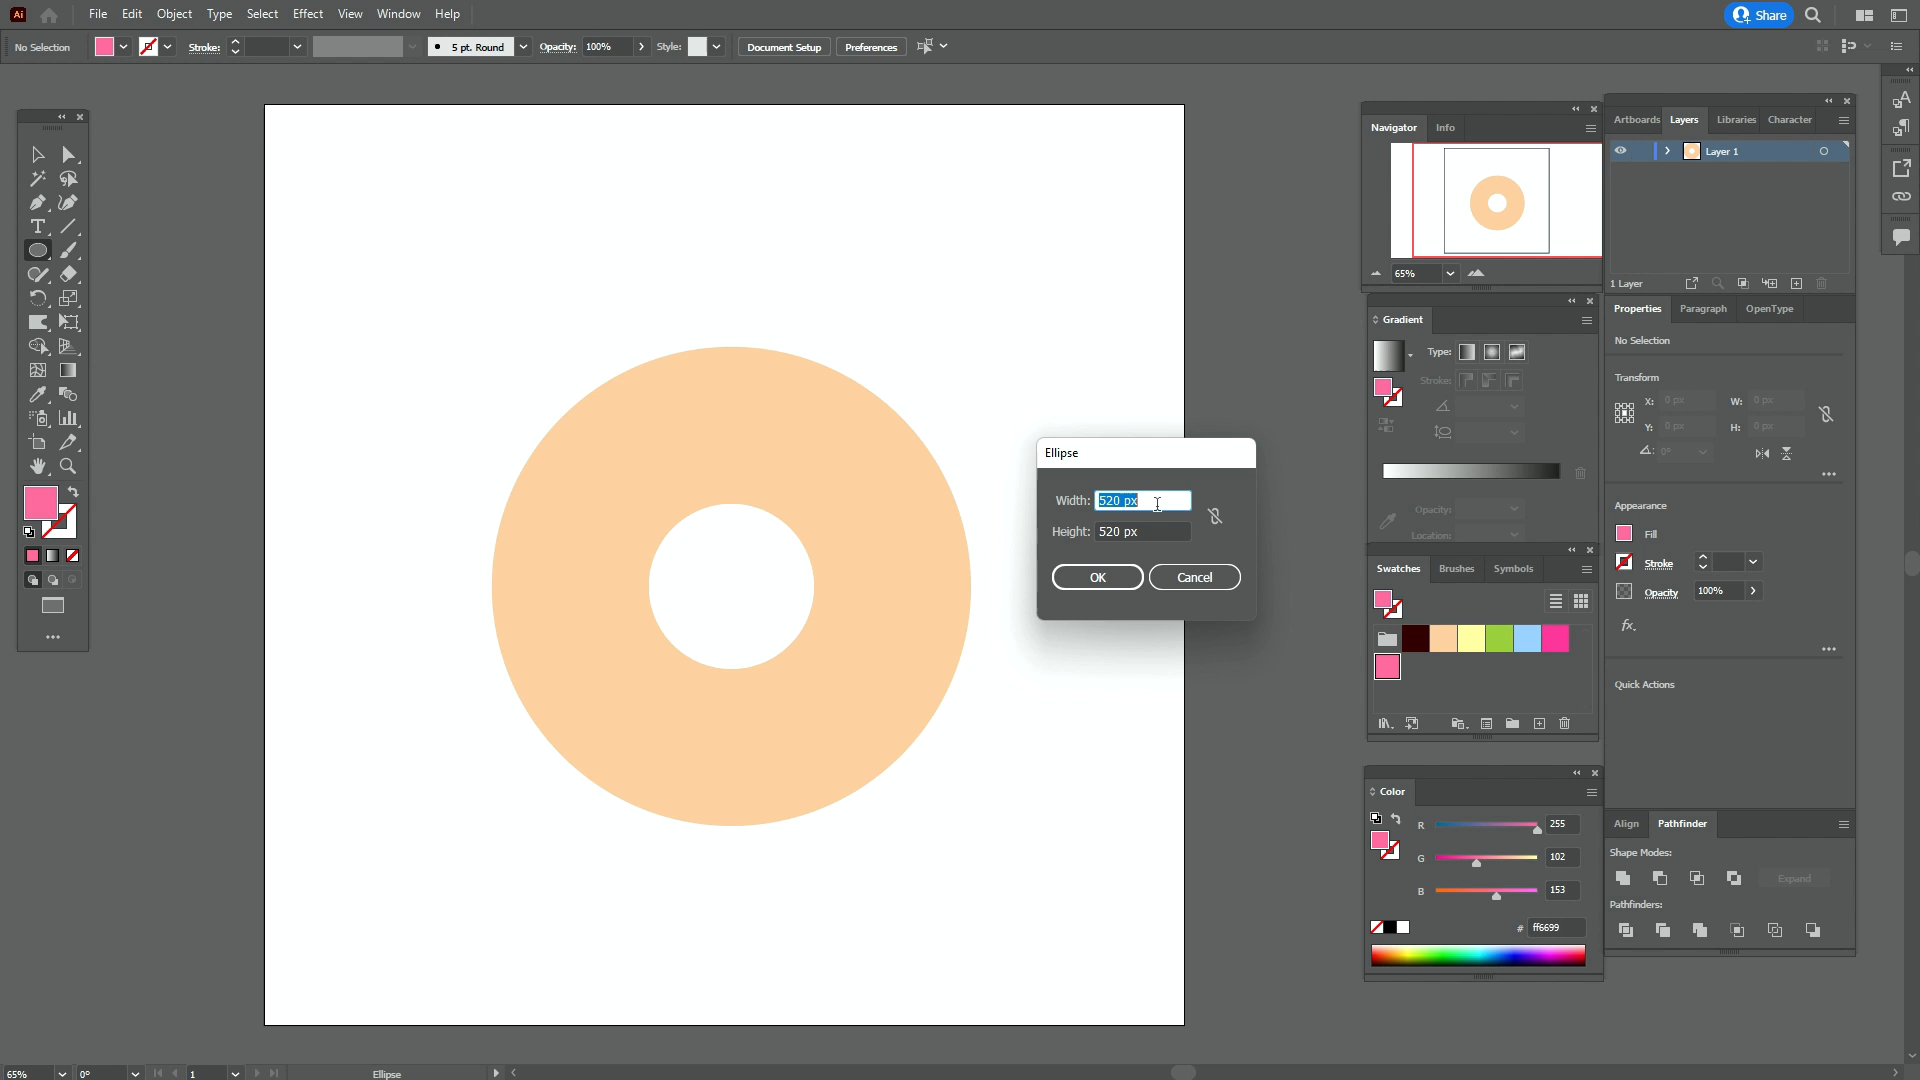 Ai File Edit Object Type Select Effect View Window Help Share
No Selection Stroke: 5 pt. Round Opacity: 100% Style: Document Setup Preferences
Navigator Info
65%
Artboards Layers Libraries Character
Layer 1
1 Layer
Gradient
Type:
Stroke:
Opacity:
Location:
Properties Paragraph OpenType
No Selection
Transform
X: 0 px W: 0 px
Y: 0 px H: 0 px
0°
Appearance
Fill
Stroke
Opacity 100%
fx.
Quick Actions
Ellipse
Width: 520 px
Height: 520 px
OK Cancel
Swatches Brushes Symbols
Color
R 255
G 102
B 153
# ff6699
Align Pathfinder
Shape Modes:
Expand
Pathfinders:
65% 0° 1 Ellipse